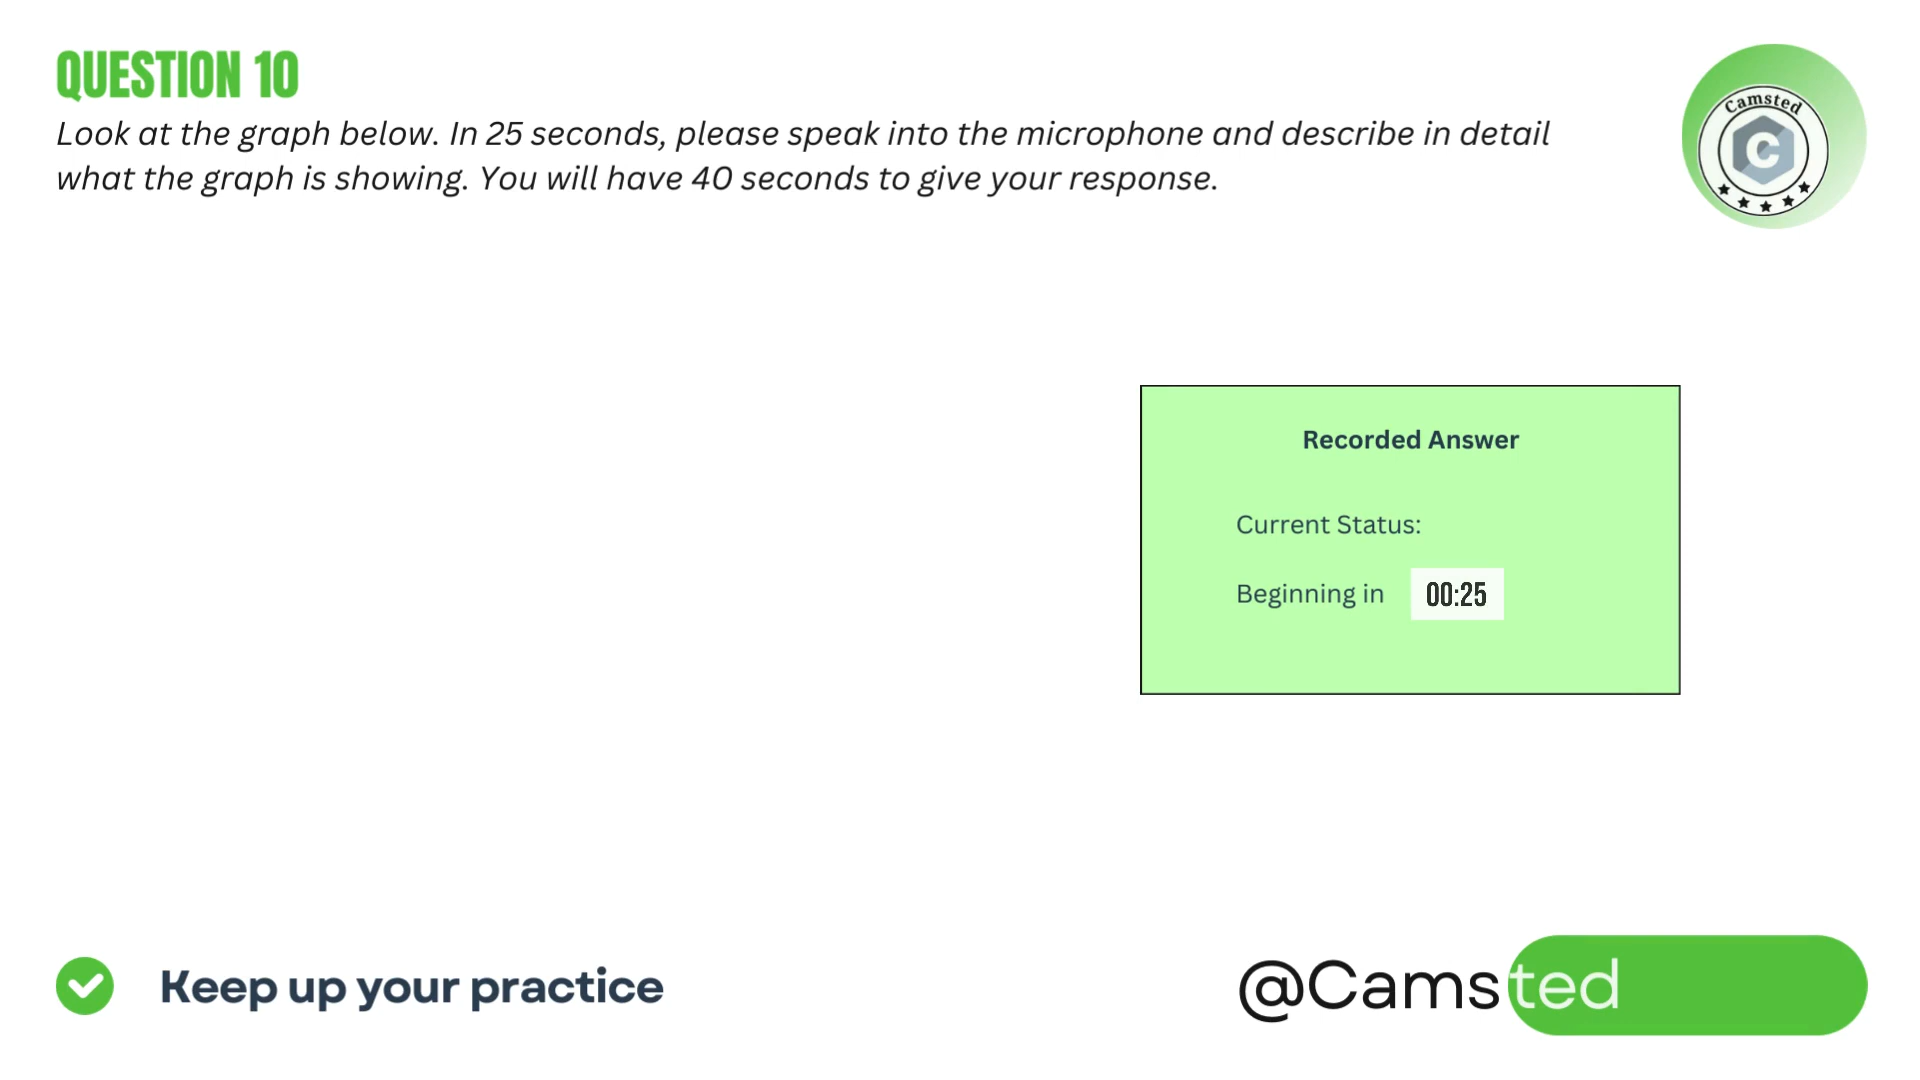 QUESTION 10
Look at the graph below. In 25 seconds, please speak into the microphone and describe in detail
what the graph is showing. You will have 40 seconds to give your response.
Camsted
C
Recorded Answer
Current Status:
Beginning in 00:25
Keep up your practice
@Camsted